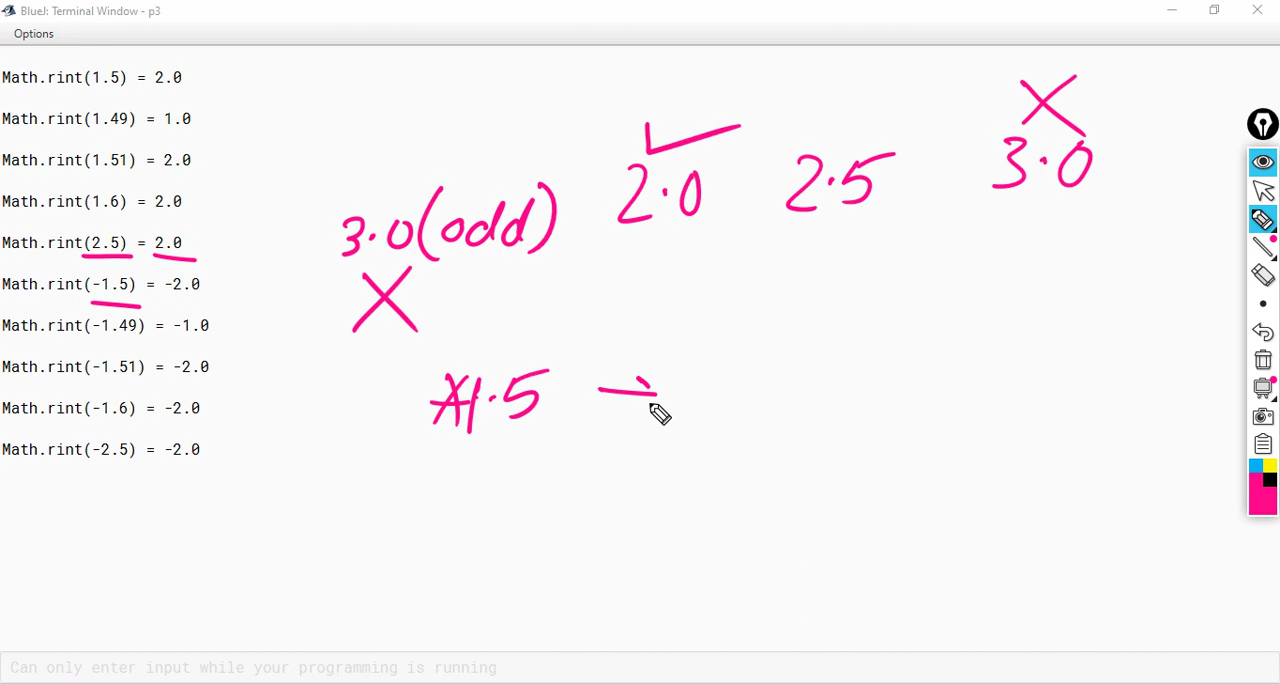 BlueJ: Terminal Window - p3
Options
Math.rint(1.5) = 2.0
Math.rint(1.49) = 1.0
Math.rint(1.51) = 2.0
Math.rint(1.6) = 2.0
Math.rint(2.5) = 2.0
Math.rint(-1.5) = -2.0
Math.rint(-1.49) = -1.0
Math.rint(-1.51) = -2.0
Math.rint(-1.6) = -2.0
Math.rint(-2.5) = -2.0
3.0(odd)
2.0 2.5 3.0
1.5 →
Can only enter input while your programming is running